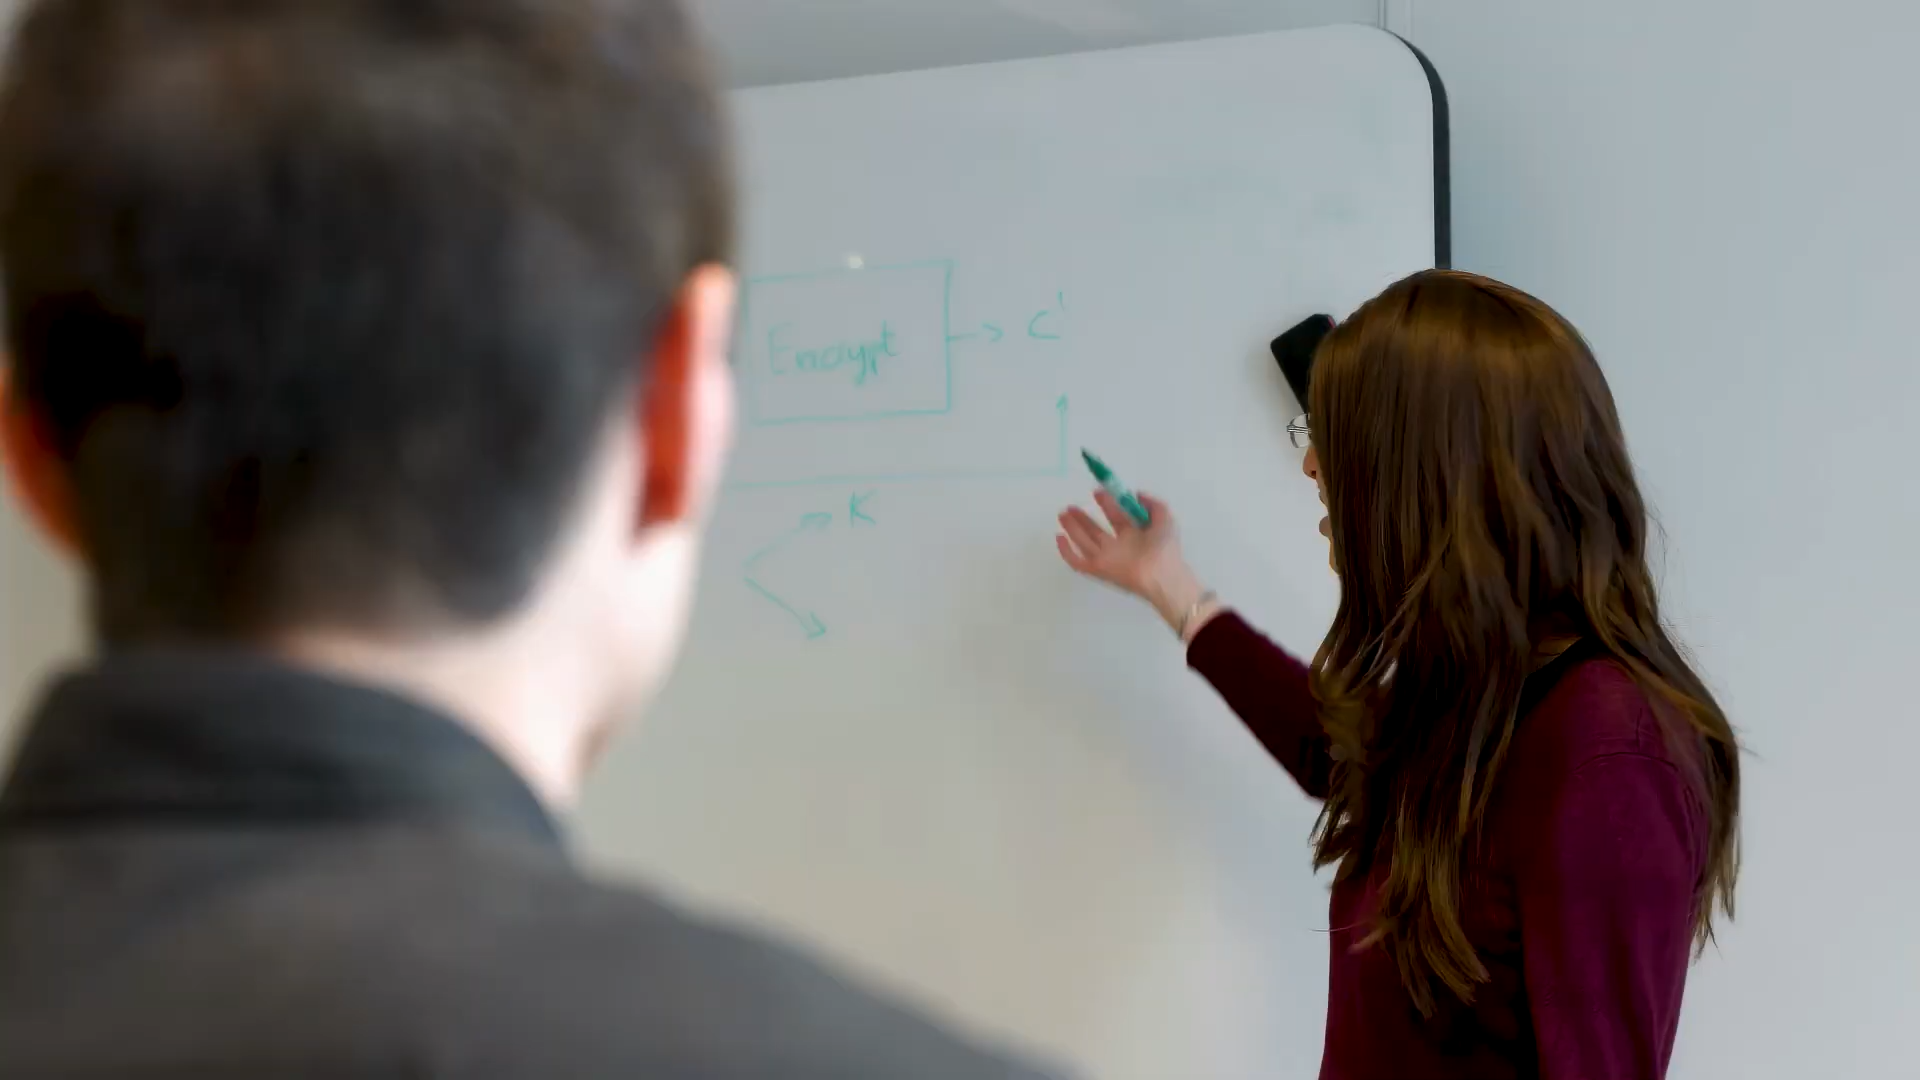 Encrypt → C'
K